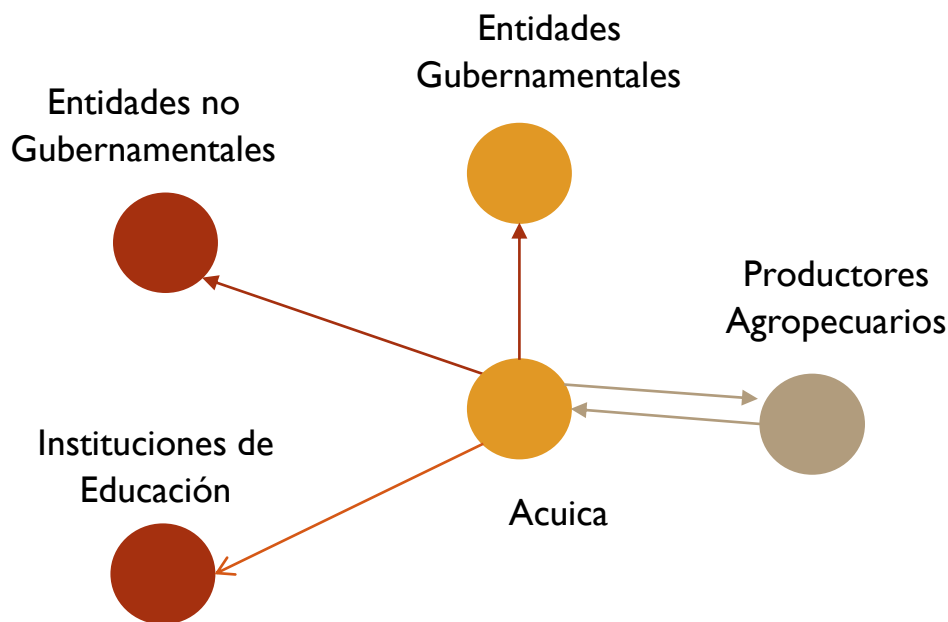 Entidades
Gubernamentales
Entidades no
Gubernamentales
Productores
Agropecuarios
Instituciones de
Educación
Acuica